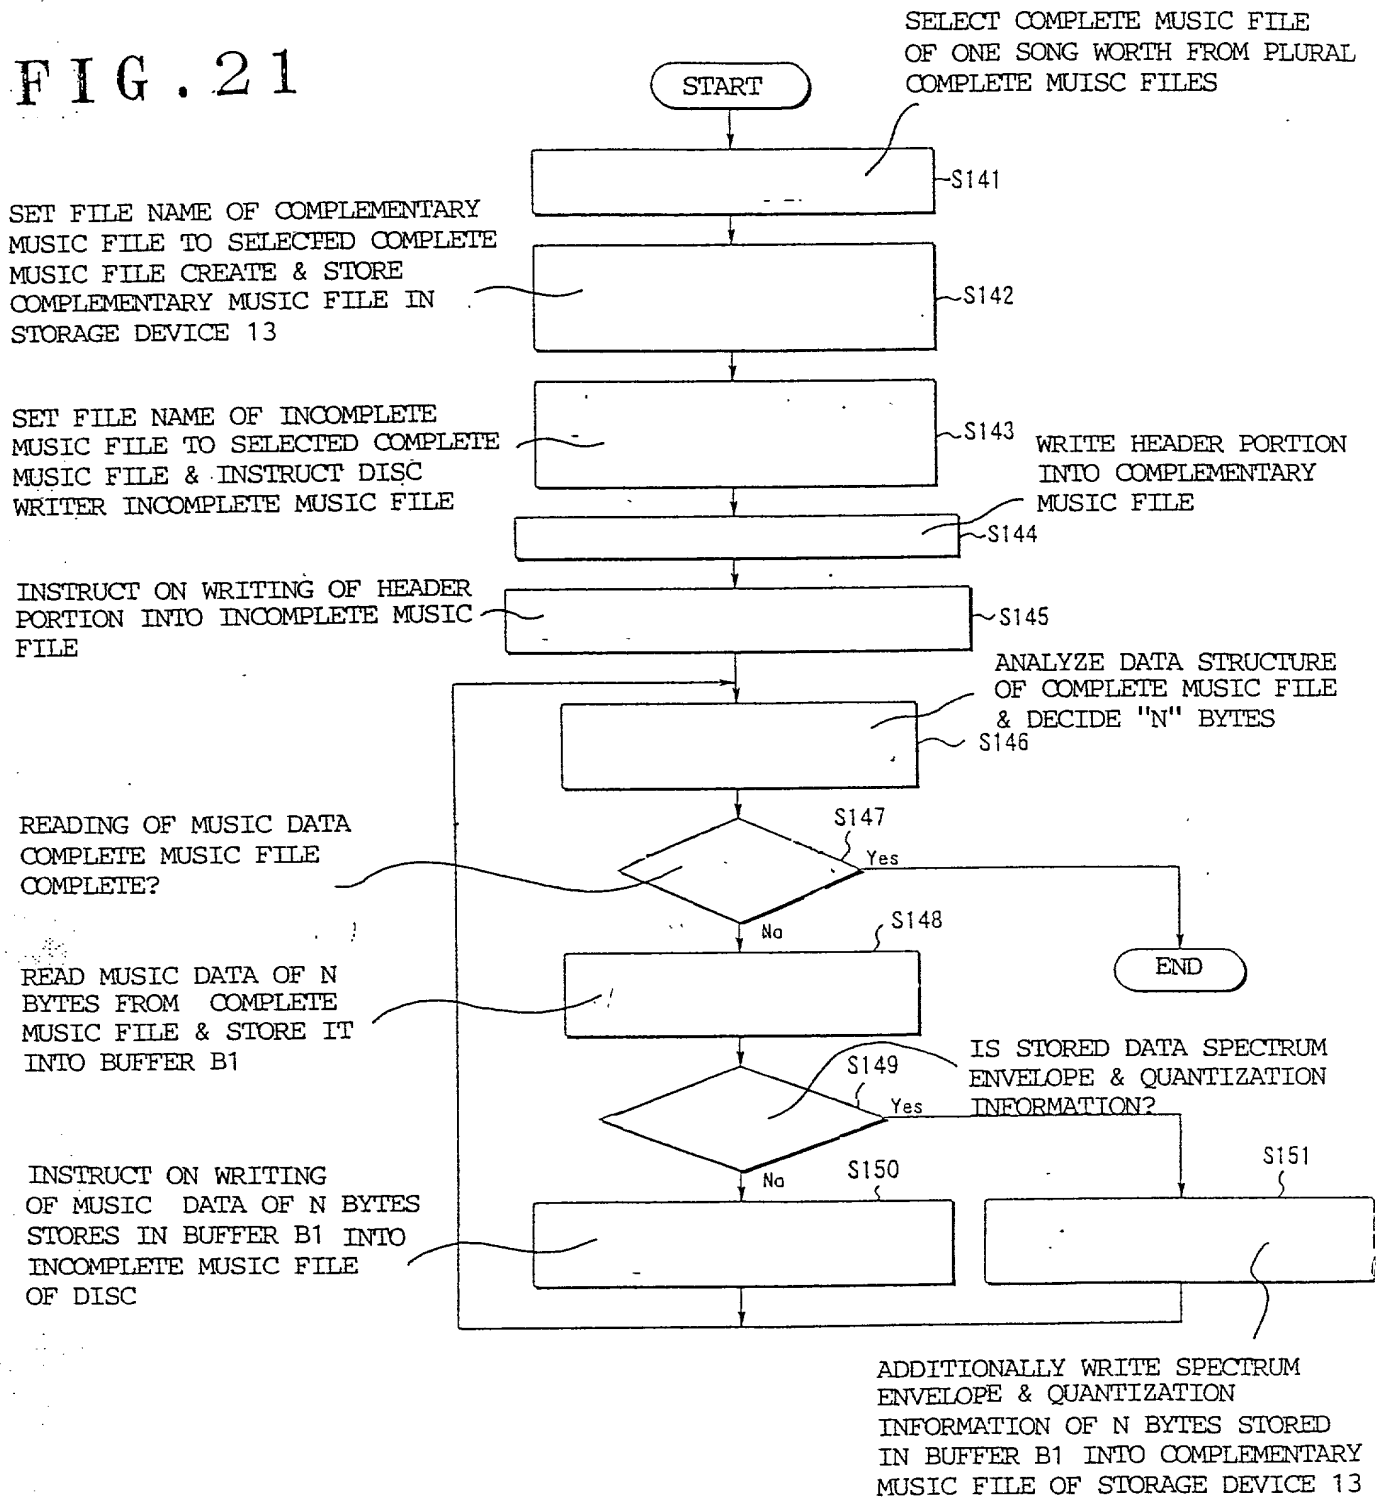 FIG.21
START
SELECT COMPLETE MUSIC FILE
OF ONE SONG WORTH FROM PLURAL
COMPLETE MUISC FILES
S141
SET FILE NAME OF COMPLEMENTARY
MUSIC FILE TO SELECTED COMPLETE
MUSIC FILE CREATE & STORE
COMPLEMENTARY MUSIC FILE IN
STORAGE DEVICE 13
S142
SET FILE NAME OF INCOMPLETE
MUSIC FILE TO SELECTED COMPLETE
MUSIC FILE & INSTRUCT DISC
WRITER INCOMPLETE MUSIC FILE
S143
WRITE HEADER PORTION
INTO COMPLEMENTARY
MUSIC FILE
S144
INSTRUCT ON WRITING OF HEADER
PORTION INTO INCOMPLETE MUSIC
FILE
S145
ANALYZE DATA STRUCTURE
OF COMPLETE MUSIC FILE
& DECIDE "N" BYTES
S146
READING OF MUSIC DATA
COMPLETE MUSIC FILE
COMPLETE?
S147
Yes
No
END
READ MUSIC DATA OF N
BYTES FROM COMPLETE
MUSIC FILE & STORE IT
INTO BUFFER B1
S148
IS STORED DATA SPECTRUM
ENVELOPE & QUANTIZATION
INFORMATION?
S149
Yes
No
INSTRUCT ON WRITING
OF MUSIC DATA OF N BYTES
STORES IN BUFFER B1 INTO
INCOMPLETE MUSIC FILE
OF DISC
S150
S151
ADDITIONALLY WRITE SPECTRUM
ENVELOPE & QUANTIZATION
INFORMATION OF N BYTES STORED
IN BUFFER B1 INTO COMPLEMENTARY
MUSIC FILE OF STORAGE DEVICE 13